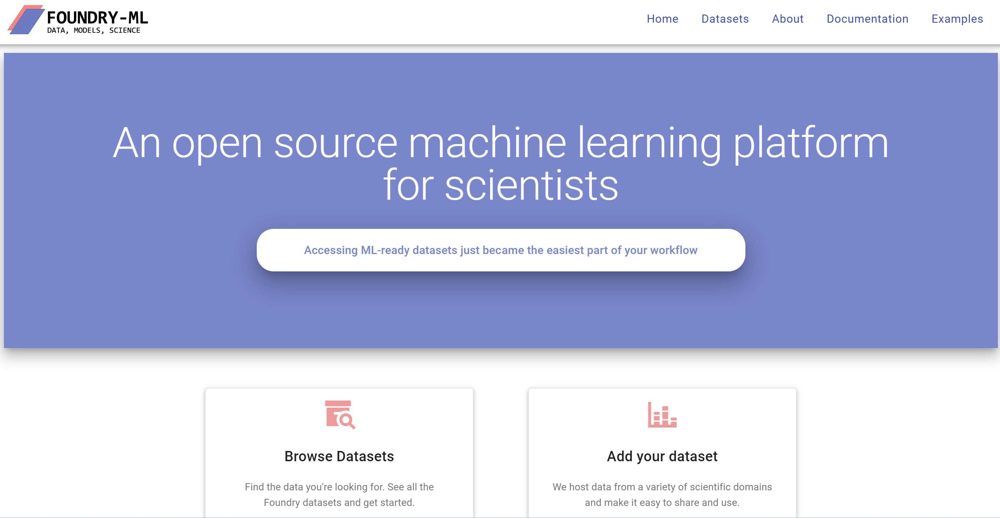 FOUNDRY-ML
DATA, MODELS, SCIENCE
Home Datasets About Documentation Examples
An open source machine learning platform
for scientists
Accessing ML-ready datasets just became the easiest part of your workflow
Browse Datasets
Find the data you're looking for. See all the
Foundry datasets and get started.
Add your dataset
We host data from a variety of scientific domains
and make it easy to share and use.